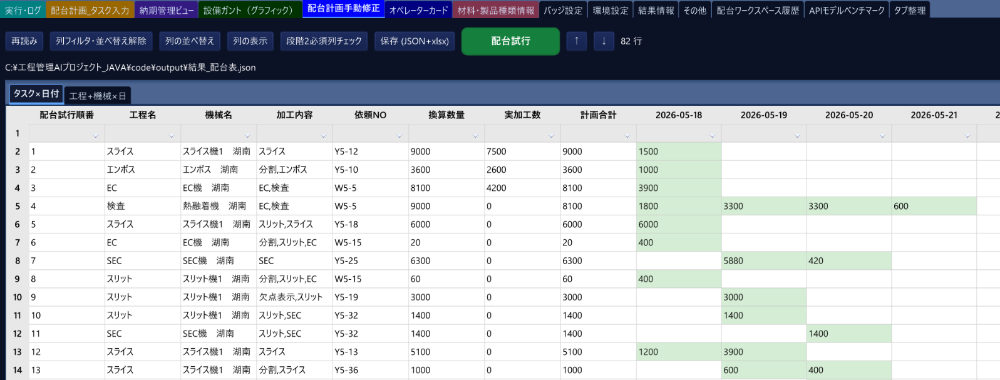 実行・ログ 配台計画_タスク入力 納期管理ビュー 設備ガント（グラフィック） 配台計画手動修正 オペレーターカード 材料・製品種類情報 バッジ設定 環境設定 結果情報 その他 配台ワークスペース履歴 APIモデルベンチマーク タブ整理
再読み 列フィルタ・並べ替え解除 列の並べ替え 列の表示 段階2必須列チェック 保存 (JSON+xlsx) 配台試行 ↑ ↓ 82 行
C:¥工程管理AIプロジェクト_JAVA¥code¥output¥結果_配台表.json
タスク×日付 工程+機械×日
配台試行順番 工程名 機械名 加工内容 依頼NO 換算数量 実加工数 計画合計 2026-05-18 2026-05-19 2026-05-20 2026-05-21 2
1
2 1 スライス スライス機1 湖南 スライス Y5-12 9000 7500 9000 1500
3 2 エンボス エンボス 湖南 分割,エンボス Y5-10 3600 2600 3600 1000
4 3 EC EC機 湖南 EC,検査 W5-5 8100 4200 8100 3900
5 4 検査 熱融着機 湖南 EC,検査 W5-5 9000 0 8100 1800 3300 3300 600
6 5 スライス スライス機1 湖南 スリット,スライス Y5-18 6000 0 6000 6000
7 6 EC EC機 湖南 分割,スリット,EC W5-15 20 0 20 400
8 7 SEC SEC機 湖南 SEC Y5-25 6300 0 6300 5880 420
9 8 スリット スリット機1 湖南 分割,スリット,EC W5-15 60 0 60 400
10 9 スリット スリット機1 湖南 欠点表示,スリット Y5-19 3000 0 3000 3000
11 10 スリット スリット機1 湖南 スリット,SEC Y5-32 1400 0 1400 1400
12 11 SEC SEC機 湖南 スリット,SEC Y5-32 1400 0 1400 1400
13 12 スライス スライス機1 湖南 スライス Y5-13 5100 0 5100 1200 3900
14 13 スライス スライス機1 湖南 分割,スライス Y5-36 1000 0 1000 600 400